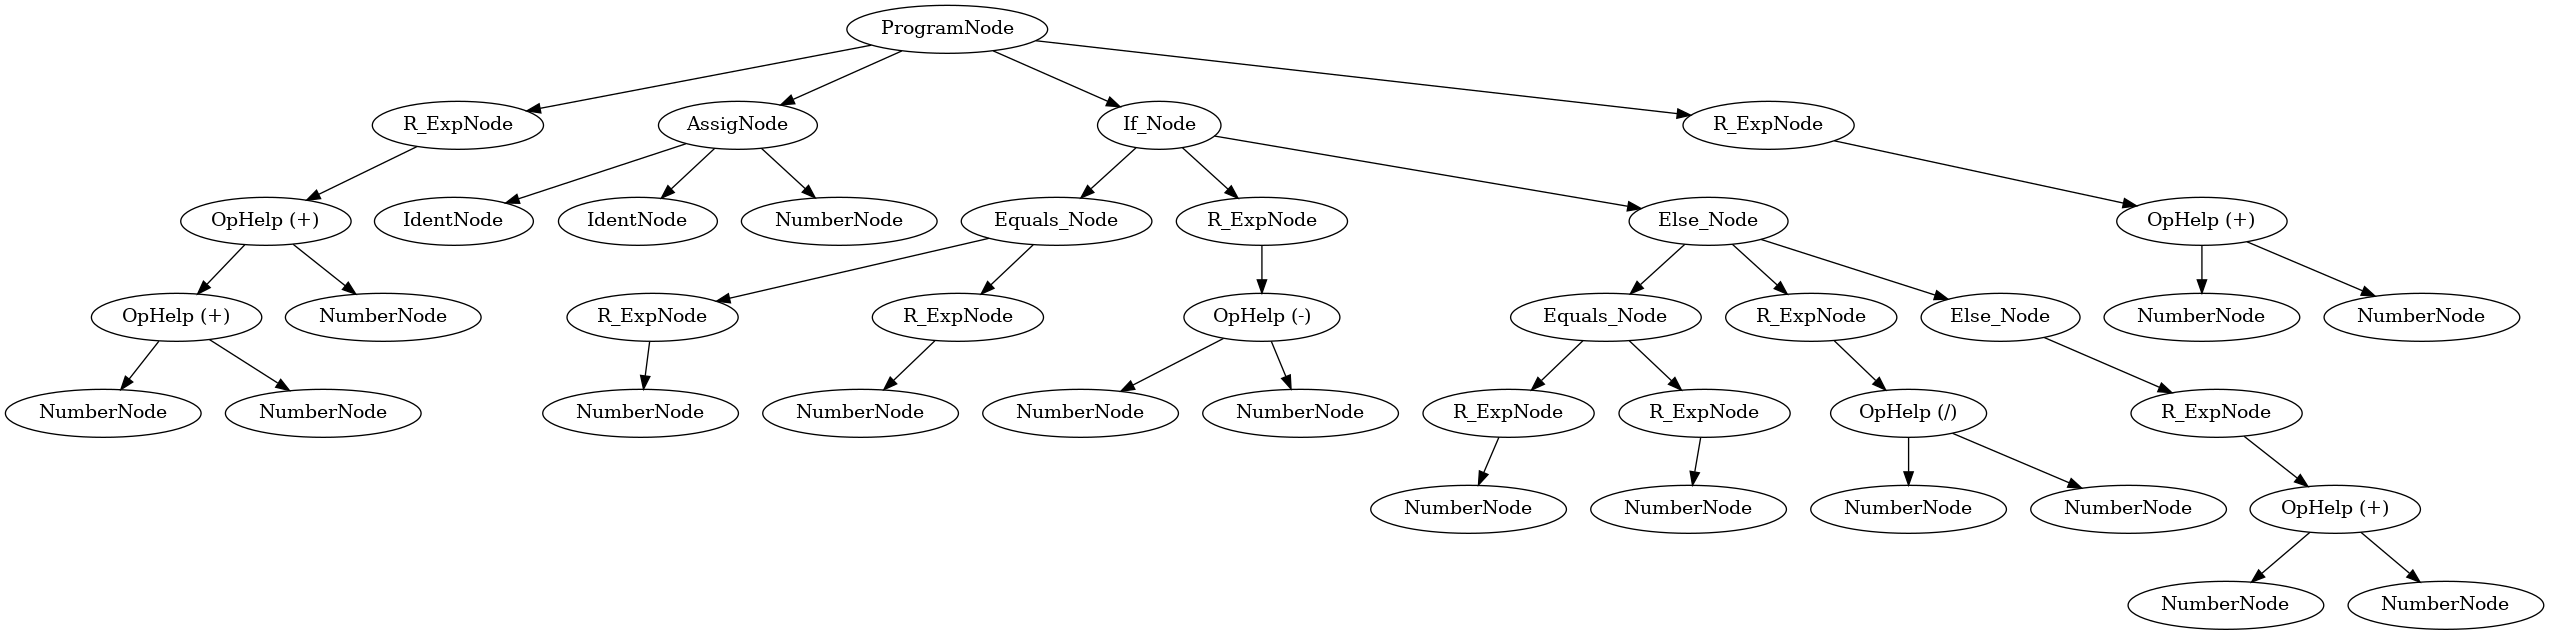 ProgramNode
R_ExpNode
AssigNode
If_Node
R_ExpNode
OpHelp (+)
IdentNode
IdentNode
NumberNode
Equals_Node
R_ExpNode
Else_Node
OpHelp (+)
OpHelp (+)
NumberNode
R_ExpNode
R_ExpNode
OpHelp (-)
Equals_Node
R_ExpNode
Else_Node
NumberNode
NumberNode
NumberNode
NumberNode
NumberNode
NumberNode
NumberNode
NumberNode
R_ExpNode
R_ExpNode
OpHelp (/)
R_ExpNode
NumberNode
NumberNode
NumberNode
NumberNode
OpHelp (+)
NumberNode
NumberNode